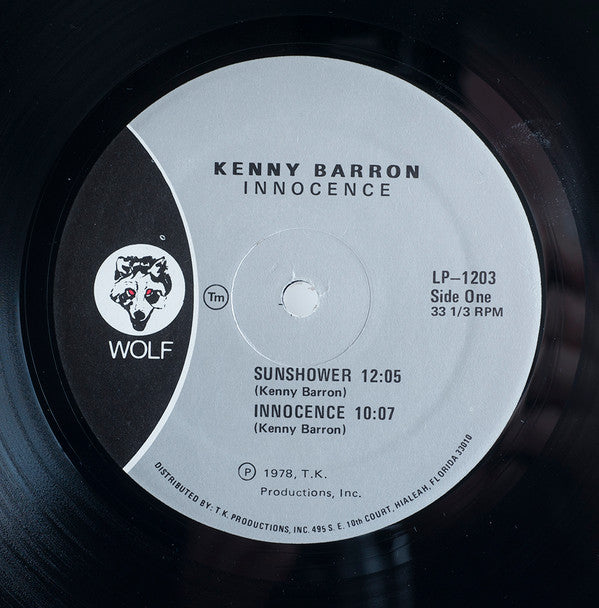 KENNY BARRON
INNOCENCE
WOLF
Tm
LP-1203
Side One
33 1/3 RPM
SUNSHOWER 12:05
(Kenny Barron)
INNOCENCE 10:07
(Kenny Barron)
℗ 1978, T.K.
Productions, Inc.
DISTRIBUTED BY: T.K. PRODUCTIONS, INC. 495 S. E. 10th COURT, HIALEAH, FLORIDA 33010